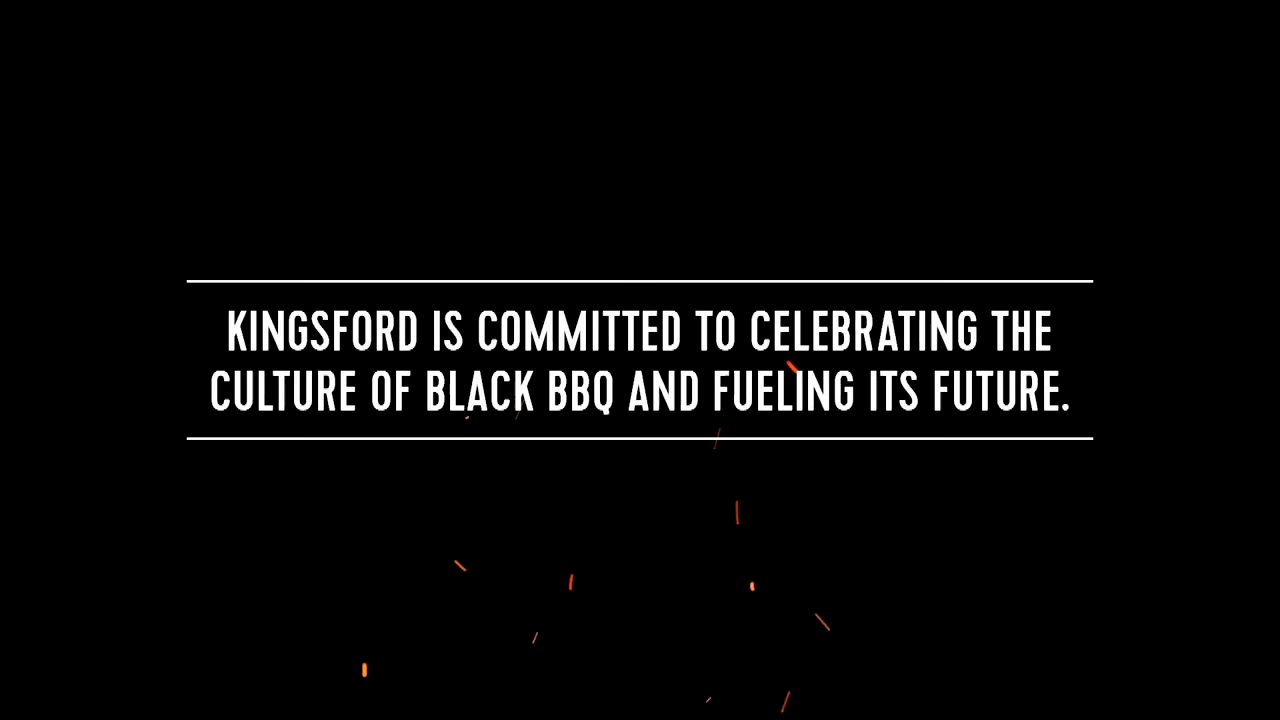 KINGSFORD IS COMMITTED TO CELEBRATING THE
CULTURE OF BLACK BBQ AND FUELING ITS FUTURE.